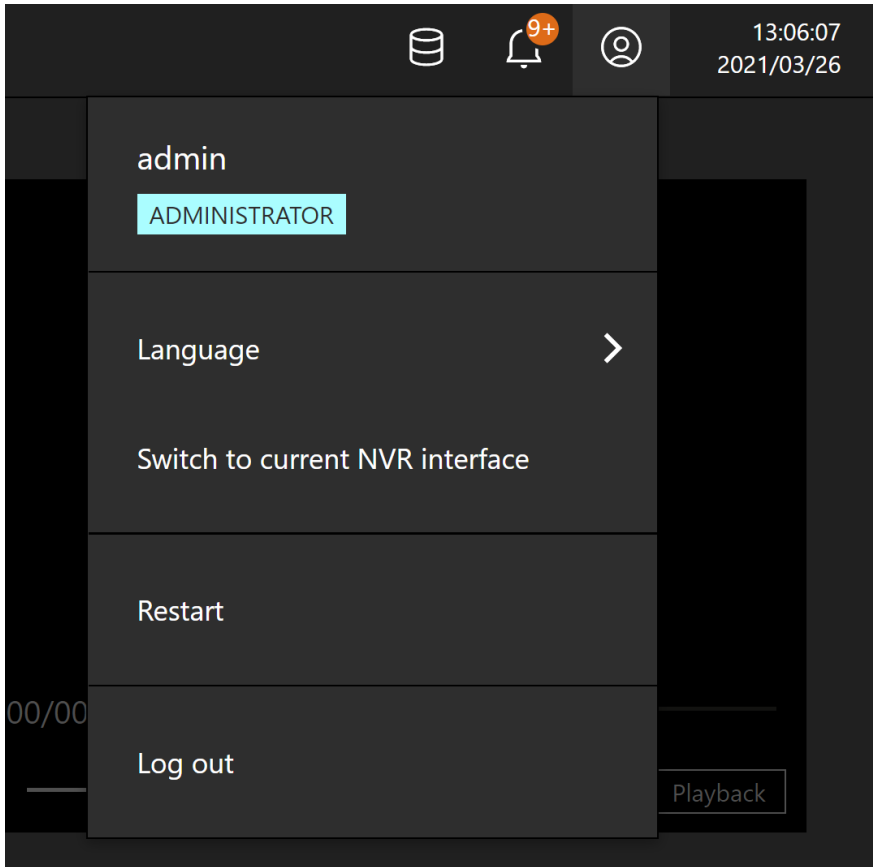 9+
13:06:07
2021/03/26
admin
ADMINISTRATOR
Language
Switch to current NVR interface
Restart
00/00
Log out
Playback